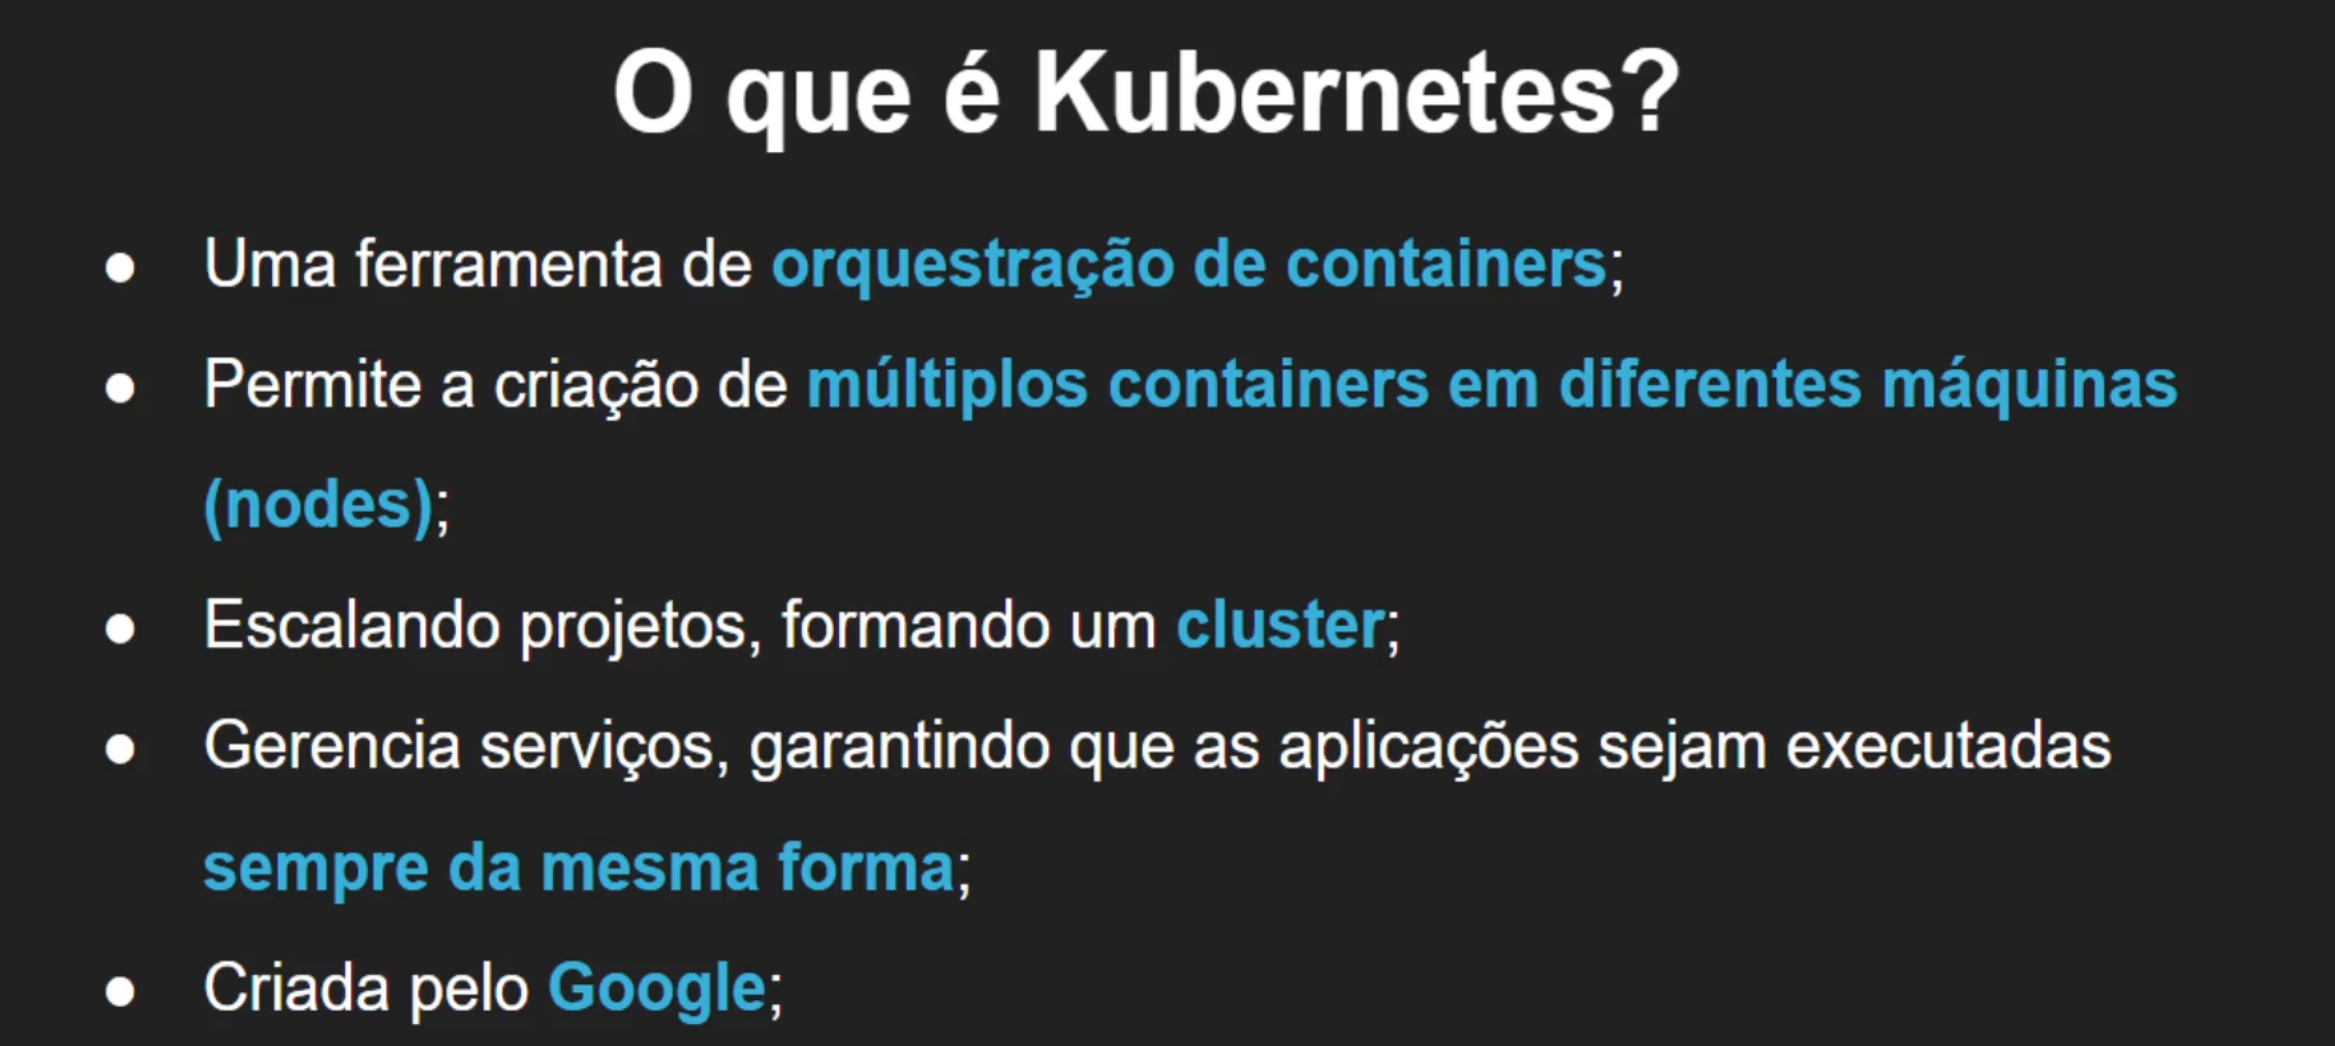 O que é Kubernetes?
● Uma ferramenta de orquestração de containers;
● Permite a criação de múltiplos containers em diferentes máquinas
(nodes);
● Escalando projetos, formando um cluster;
● Gerencia serviços, garantindo que as aplicações sejam executadas
sempre da mesma forma;
● Criada pelo Google;